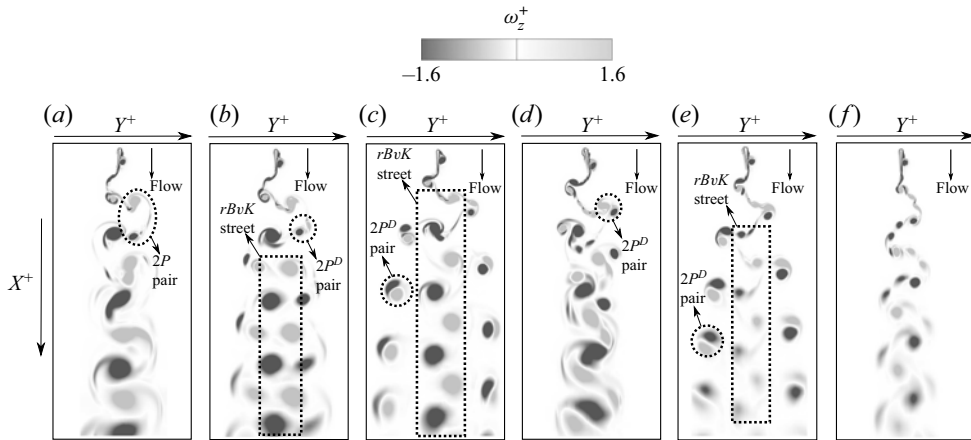 ω_z^+
−1.6 1.6
(a) (b) (c) (d) (e) (f)
Y^+ Y^+ Y^+ Y^+ Y^+ Y^+
rBvK
street
rBvK
street
rBvK
street
Flow Flow Flow Flow Flow Flow
2P
pair
2P^D
pair
2P^D
pair
2P^D
pair
2P^D
pair
X^+